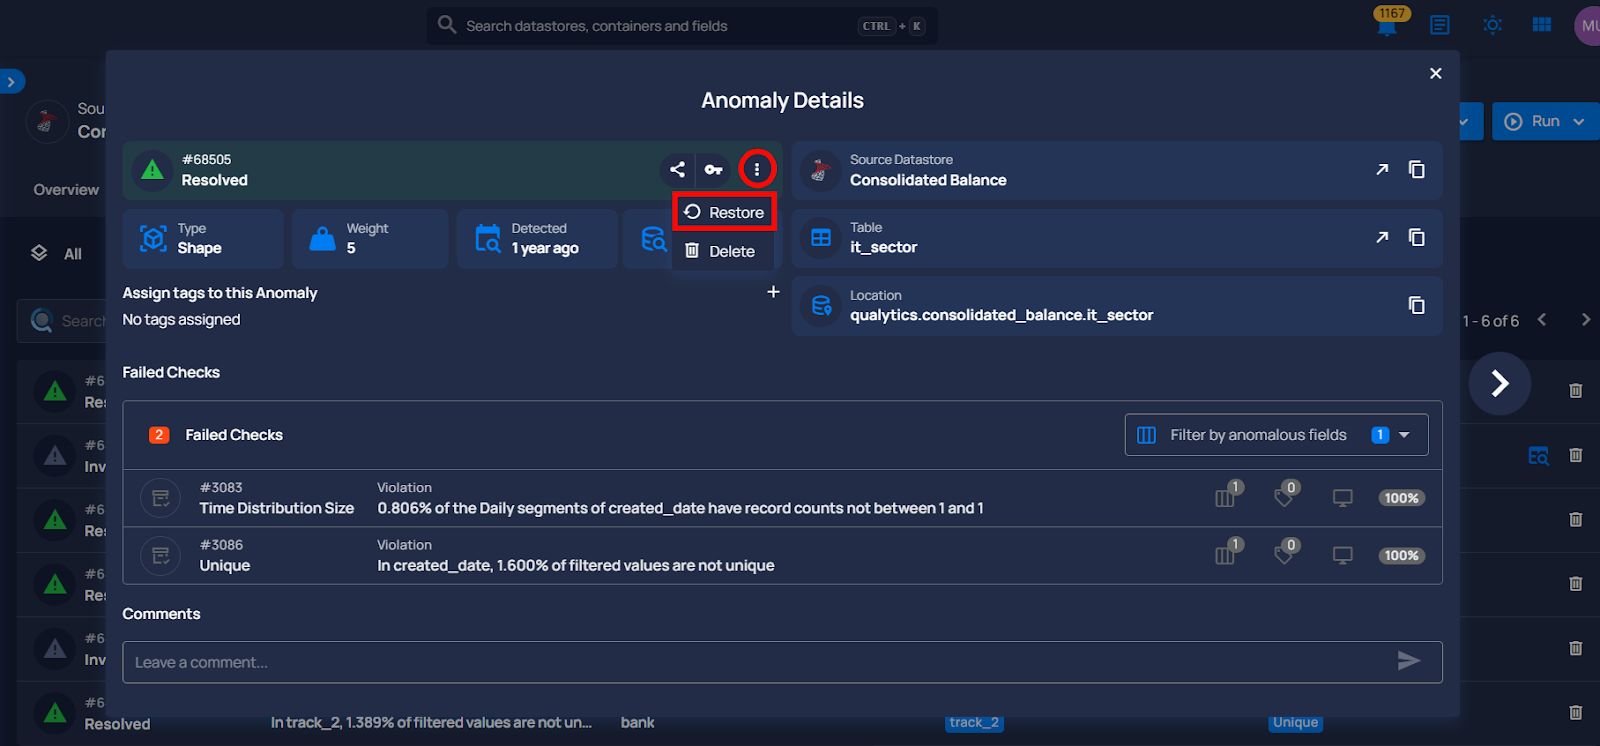 Search datastores, containers and fields
CTRL + K
1167
MU
Sou
Con
Run
Overview
All
Search
1 - 6 of 6
Anomaly Details
#68505
Resolved
Restore
Delete
Type
Shape
Weight
5
Detected
1 year ago
Assign tags to this Anomaly
No tags assigned
Source Datastore
Consolidated Balance
Table
it_sector
Location
qualytics.consolidated_balance.it_sector
Failed Checks
2 Failed Checks
Filter by anomalous fields 1
#3083
Time Distribution Size
Violation
0.806% of the Daily segments of created_date have record counts not between 1 and 1
1
0
100%
#3086
Unique
Violation
In created_date, 1.600% of filtered values are not unique
1
0
100%
Comments
Leave a comment...
#6
Res
#6
Inv
#6
Res
#6
Res
#6
Inv
#6
Resolved
In track_2, 1.389% of filtered values are not un...
bank
track_2
Unique